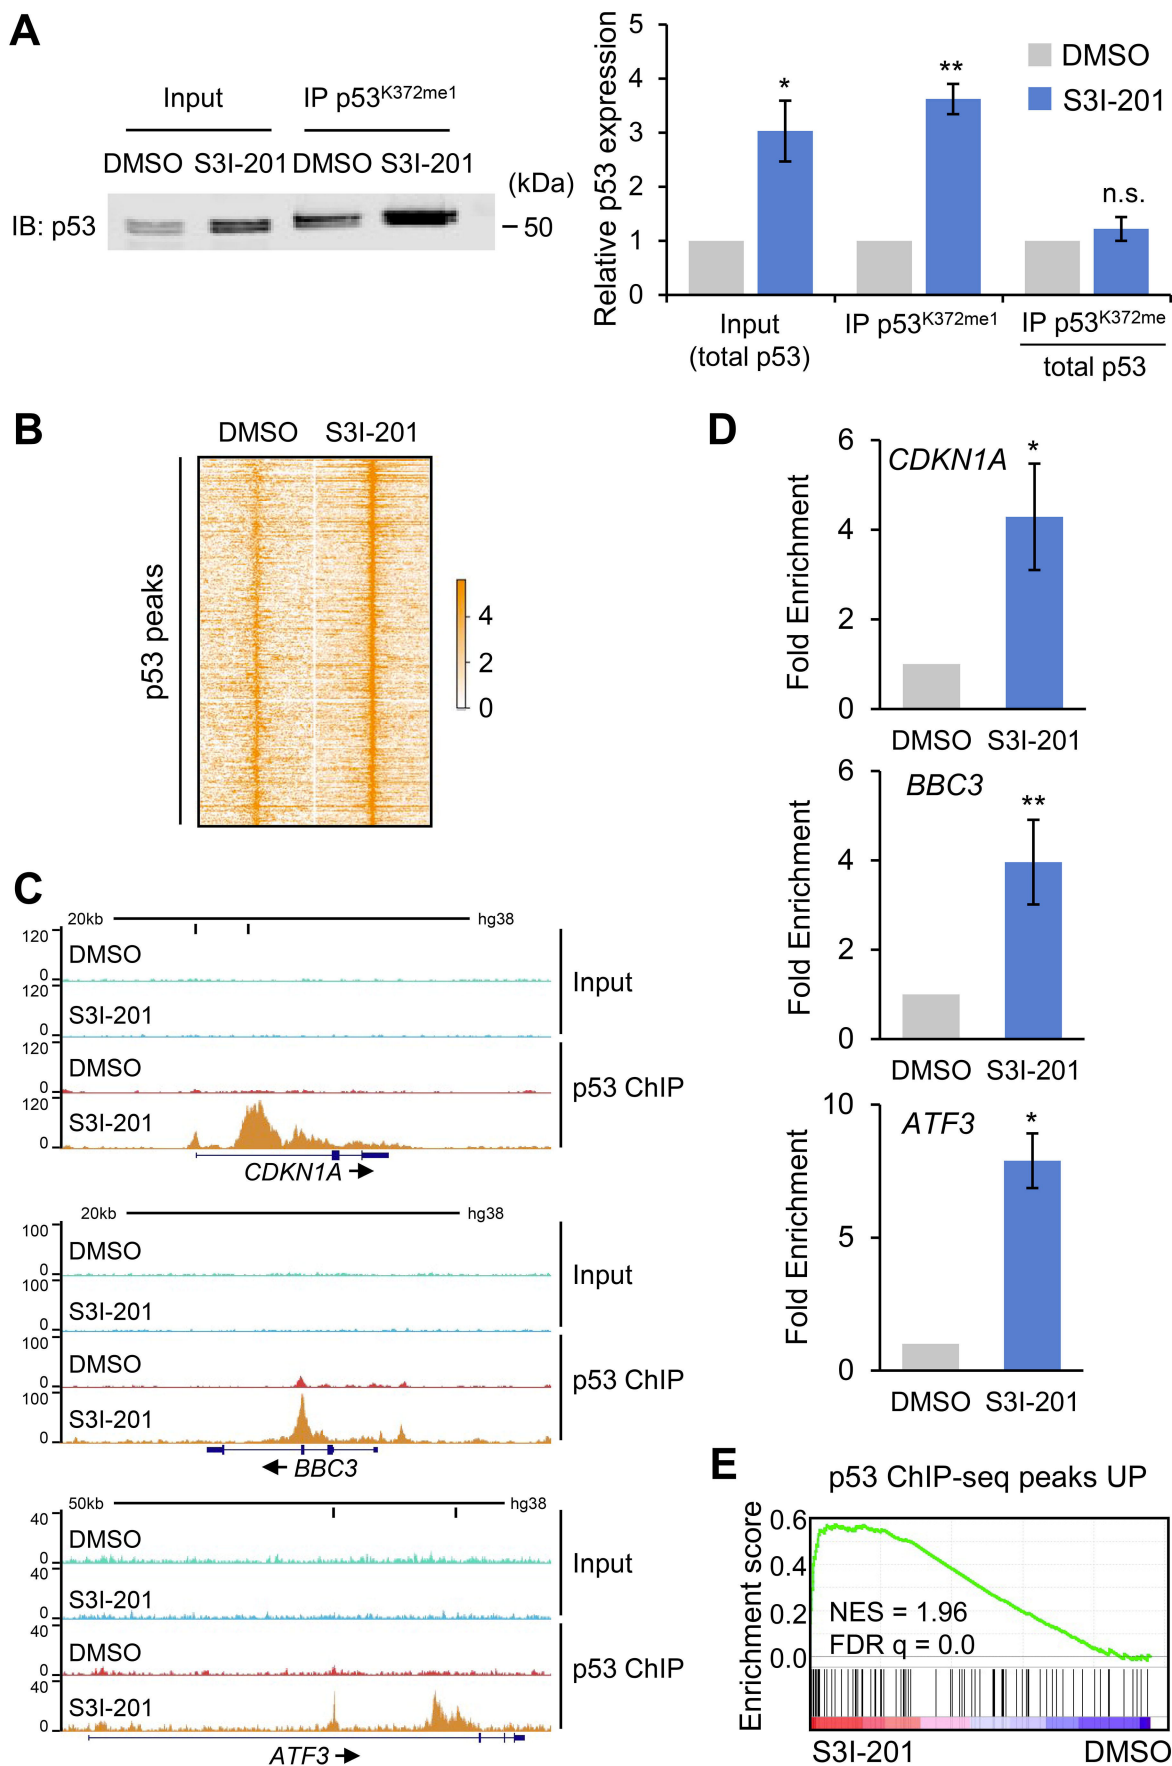 A
Input
IP p53K372me1
DMSO
S3I-201
DMSO
S3I-201
(kDa)
IB: p53
50
Relative p53 expression
5
4
3
2
1
0
*
**
n.s.
DMSO
S3I-201
Input
(total p53)
IP p53K372me1
IP p53K372me
total p53
B
DMSO
S3I-201
p53 peaks
4
2
0
C
20kb
hg38
120
DMSO
0
120
S3I-201
0
Input
120
DMSO
0
120
S3I-201
0
p53 ChIP
CDKN1A
20kb
hg38
100
DMSO
0
100
S3I-201
0
Input
100
DMSO
0
100
S3I-201
0
p53 ChIP
BBC3
50kb
hg38
40
DMSO
0
40
S3I-201
0
Input
40
DMSO
0
40
S3I-201
0
p53 ChIP
ATF3
D
CDKN1A
Fold Enrichment
6
4
2
0
*
DMSO
S3I-201
BBC3
Fold Enrichment
6
4
2
0
**
DMSO
S3I-201
ATF3
Fold Enrichment
10
5
0
*
DMSO
S3I-201
E
p53 ChIP-seq peaks UP
Enrichment score
0.6
0.4
0.2
0.0
NES = 1.96
FDR q = 0.0
S3I-201
DMSO